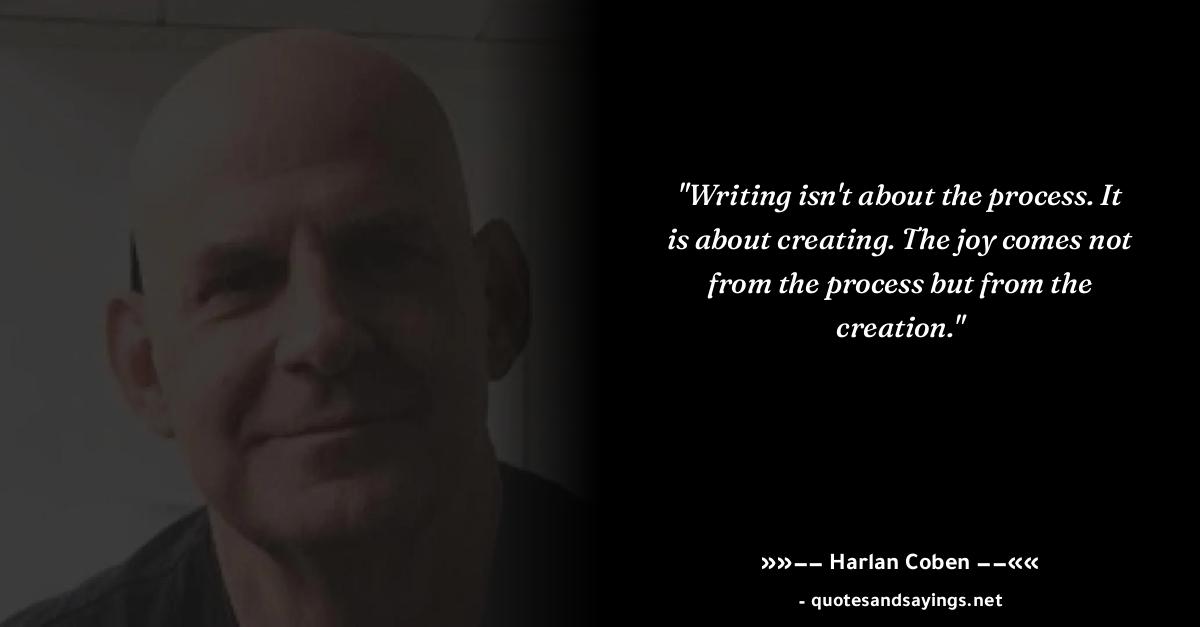 "Writing isn't about the process. It
is about creating. The joy comes not
from the process but from the
creation."
»»−− Harlan Coben −−««
- quotesandsayings.net